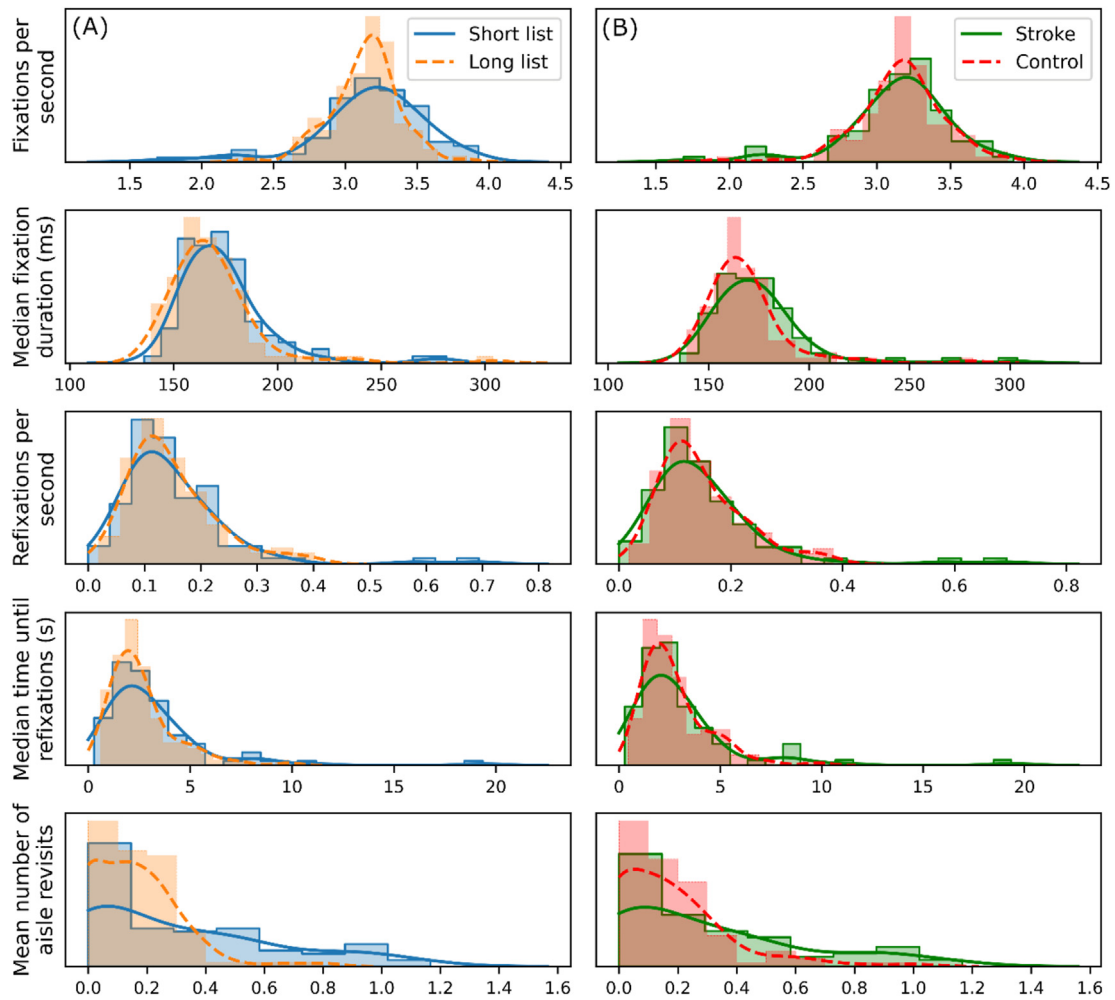 (A)
Short list
Long list
(B)
Stroke
Control
Fixations per
second
1.5 2.0 2.5 3.0 3.5 4.0 4.5
1.5 2.0 2.5 3.0 3.5 4.0 4.5
Median fixation
duration (ms)
100 150 200 250 300
100 150 200 250 300
Refixations per
second
0.0 0.1 0.2 0.3 0.4 0.5 0.6 0.7 0.8
0.0 0.2 0.4 0.6 0.8
Median time until
refixations (s)
0 5 10 15 20
0 5 10 15 20
Mean number of
aisle revisits
0.0 0.2 0.4 0.6 0.8 1.0 1.2 1.4 1.6
0.0 0.2 0.4 0.6 0.8 1.0 1.2 1.4 1.6